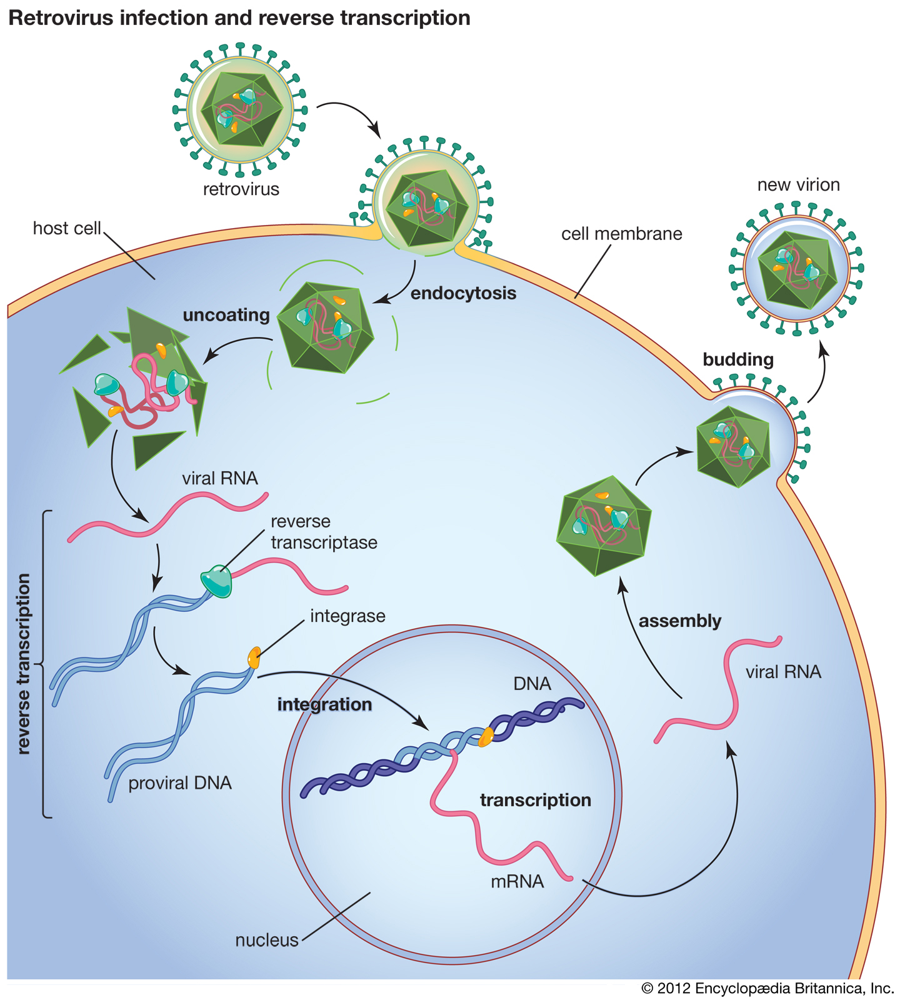 Retrovirus infection and reverse transcription
retrovirus
new virion
host cell
cell membrane
endocytosis
uncoating
budding
viral RNA
reverse
transcriptase
reverse transcription
integrase
assembly
viral RNA
DNA
integration
proviral DNA
transcription
mRNA
nucleus
© 2012 Encyclopædia Britannica, Inc.